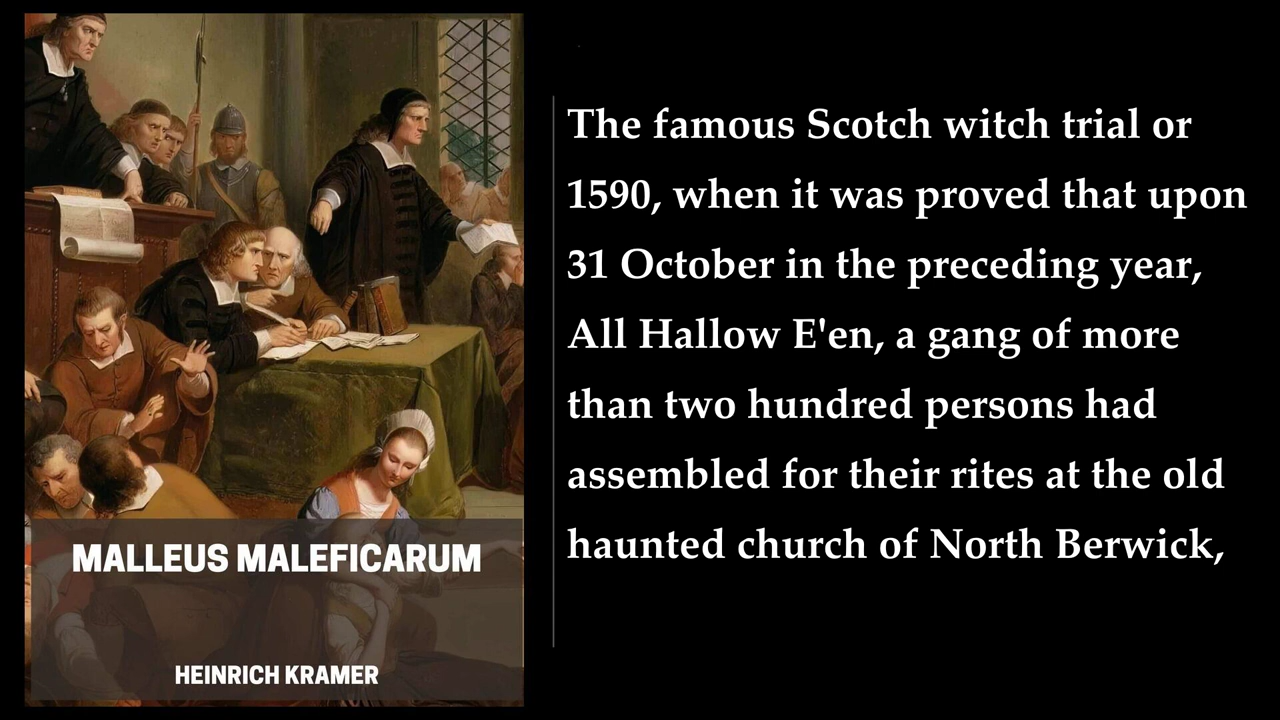 MALLEUS MALEFICARUM
HEINRICH KRAMER
The famous Scotch witch trial or
1590, when it was proved that upon
31 October in the preceding year,
All Hallow E'en, a gang of more
than two hundred persons had
assembled for their rites at the old
haunted church of North Berwick,